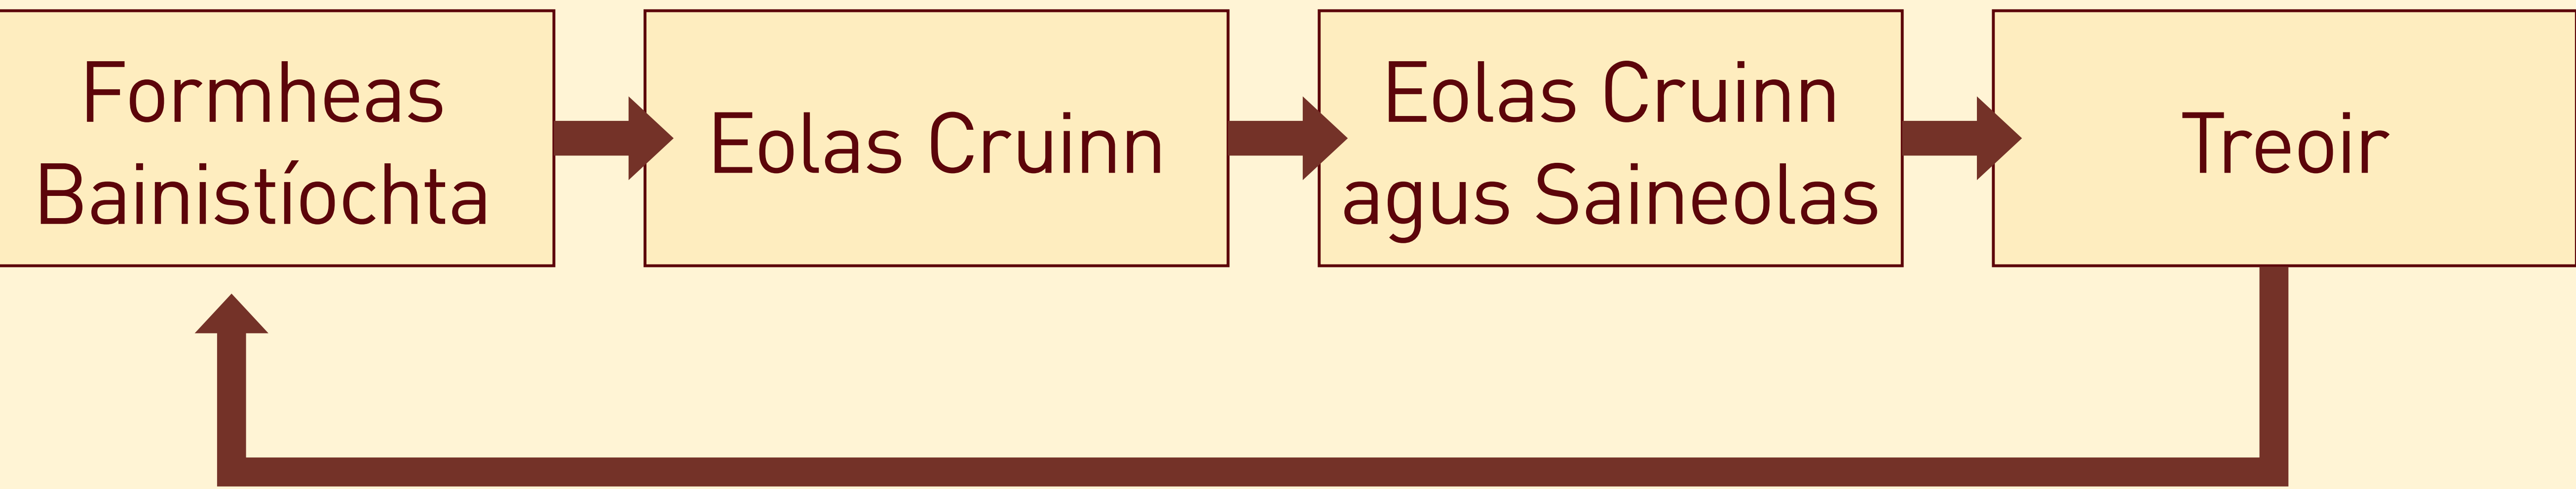 Formheas
Bainistíochta
Eolas Cruinn
Eolas Cruinn
agus Saineolas
Treoir